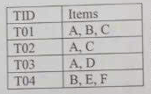 TID Items
T01 A, B, C
T02 A, C
T03 A, D
T04 B, E, F